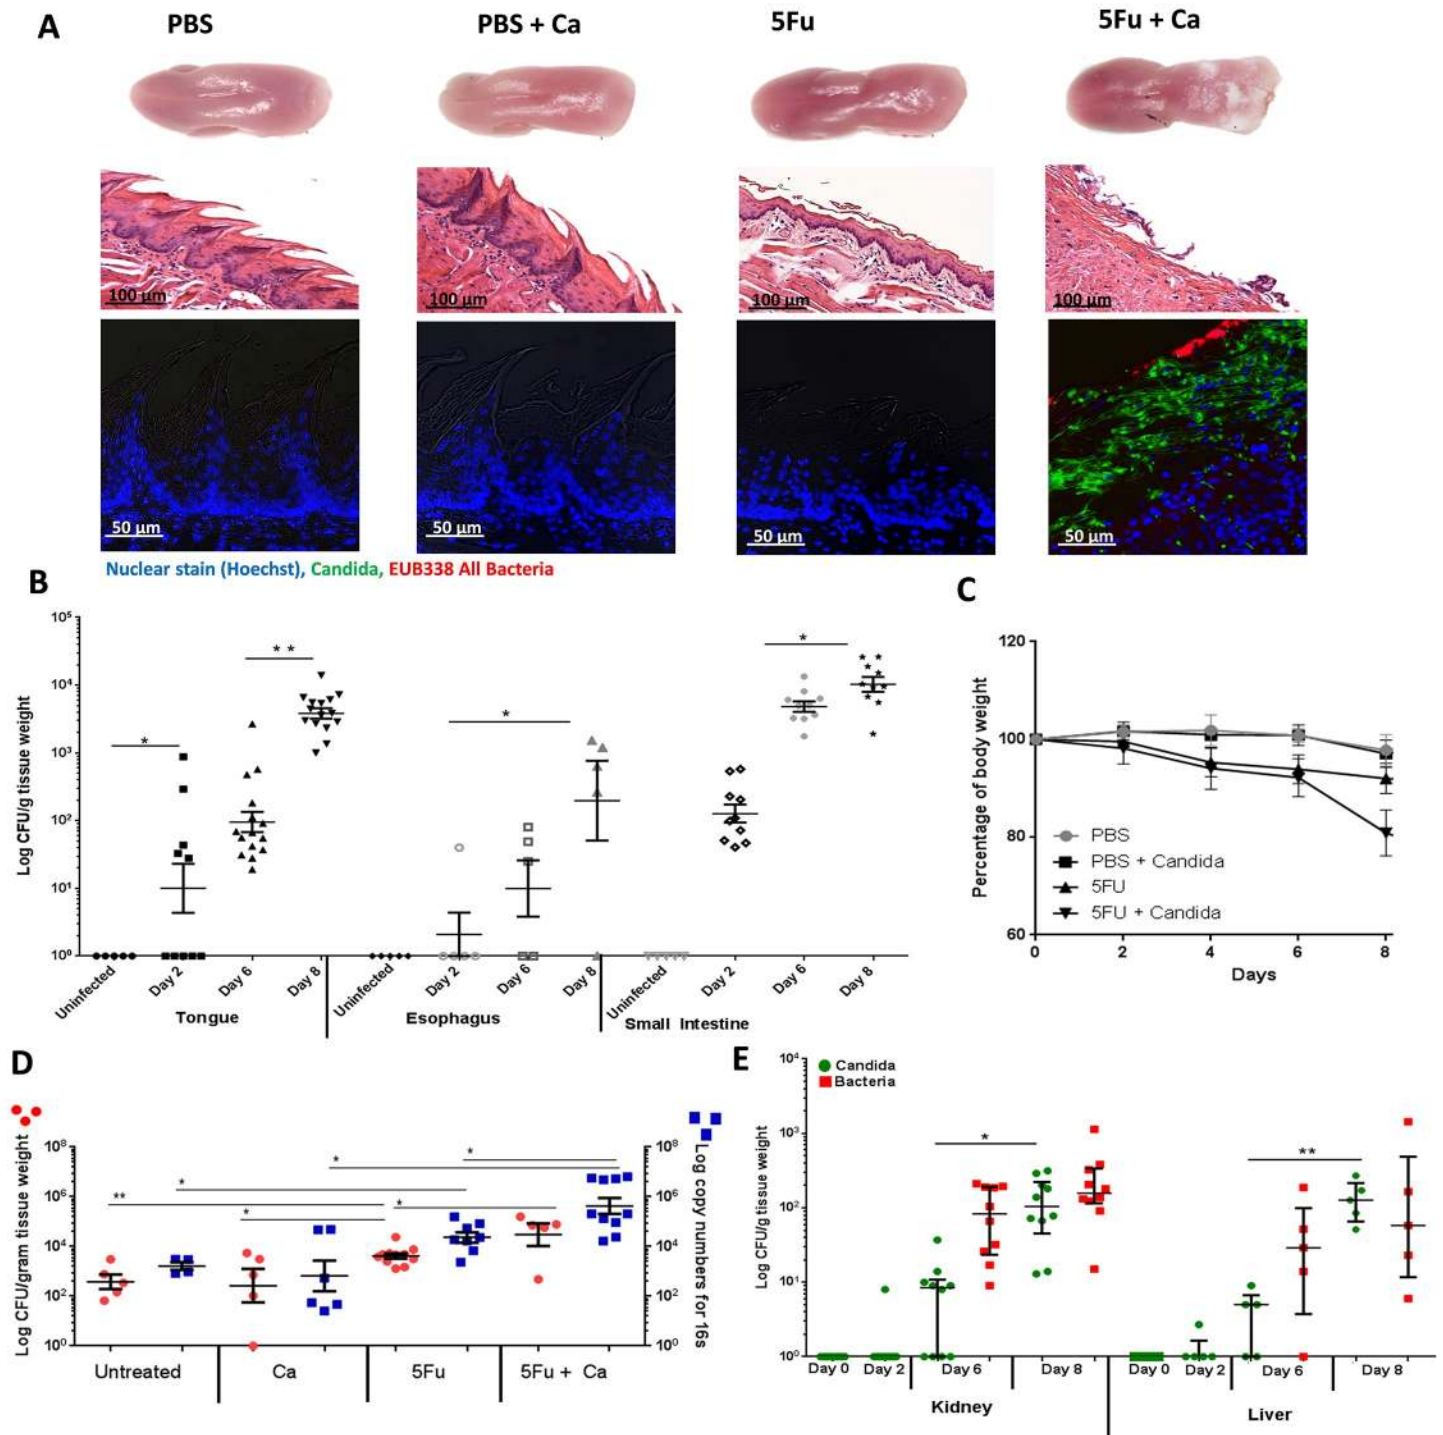 A
PBS
PBS + Ca
5Fu
5Fu + Ca
100 µm
100 µm
100 µm
100 µm
50 µm
50 µm
50 µm
50 µm
Nuclear stain (Hoechst), Candida, EUB338 All Bacteria
B
Log CFU/g tissue weight
10⁵
10⁴
10³
10²
10¹
10⁰
*
* *
*
*
Uninfected
Day 2
Day 6
Day 8
Uninfected
Day 2
Day 6
Day 8
Uninfected
Day 2
Day 6
Day 8
Tongue
Esophagus
Small Intestine
C
Percentage of body weight
120
100
80
60
PBS
PBS + Candida
5FU
5FU + Candida
0
2
4
6
8
Days
D
Log CFU/gram tissue weight
10⁸
10⁶
10⁴
10²
10⁰
**
*
*
*
*
*
10⁸
10⁶
10⁴
10²
10⁰
Log copy numbers for 16s
Untreated
Ca
5Fu
5Fu + Ca
E
Candida
Bacteria
Log CFU/g tissue weight
10⁴
10³
10²
10¹
10⁰
*
**
Day 0
Day 2
Day 6
Day 8
Day 0
Day 2
Day 6
Day 8
Kidney
Liver